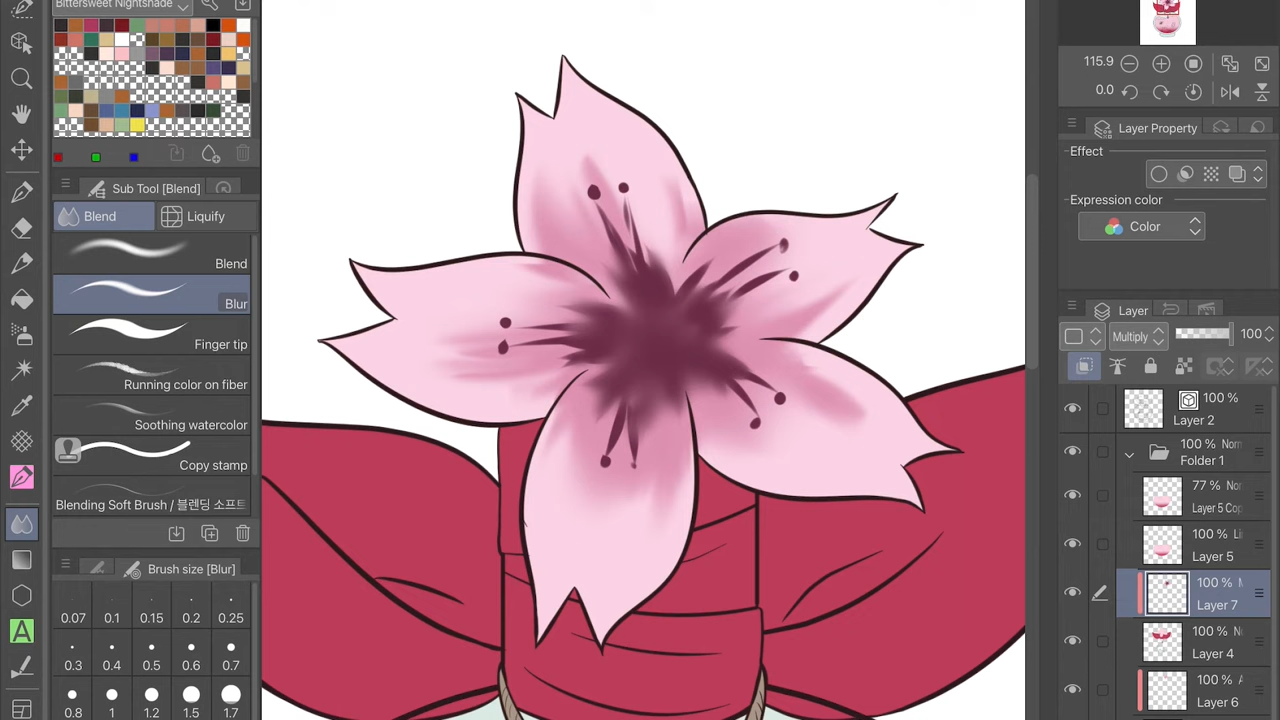 Bittersweet Nightshade
Sub Tool [Blend]
Blend
Liquify
Blend
Blur
Finger tip
Running color on fiber
Soothing watercolor
Copy stamp
Blending Soft Brush / 블렌딩 소프트
Brush size [Blur]
0.07 0.1 0.15 0.2 0.25
0.3 0.4 0.5 0.6 0.7
0.8 1 1.2 1.5 1.7
A
115.9
0.0
Layer Property
Effect
Expression color
Color
Layer
Multiply 100
100 %
Layer 2
100 % Norm
Folder 1
77 % No
Layer 5 Cop
100 % Li
Layer 5
100 %
Layer 7
100 %
Layer 4
100 % A
Layer 6